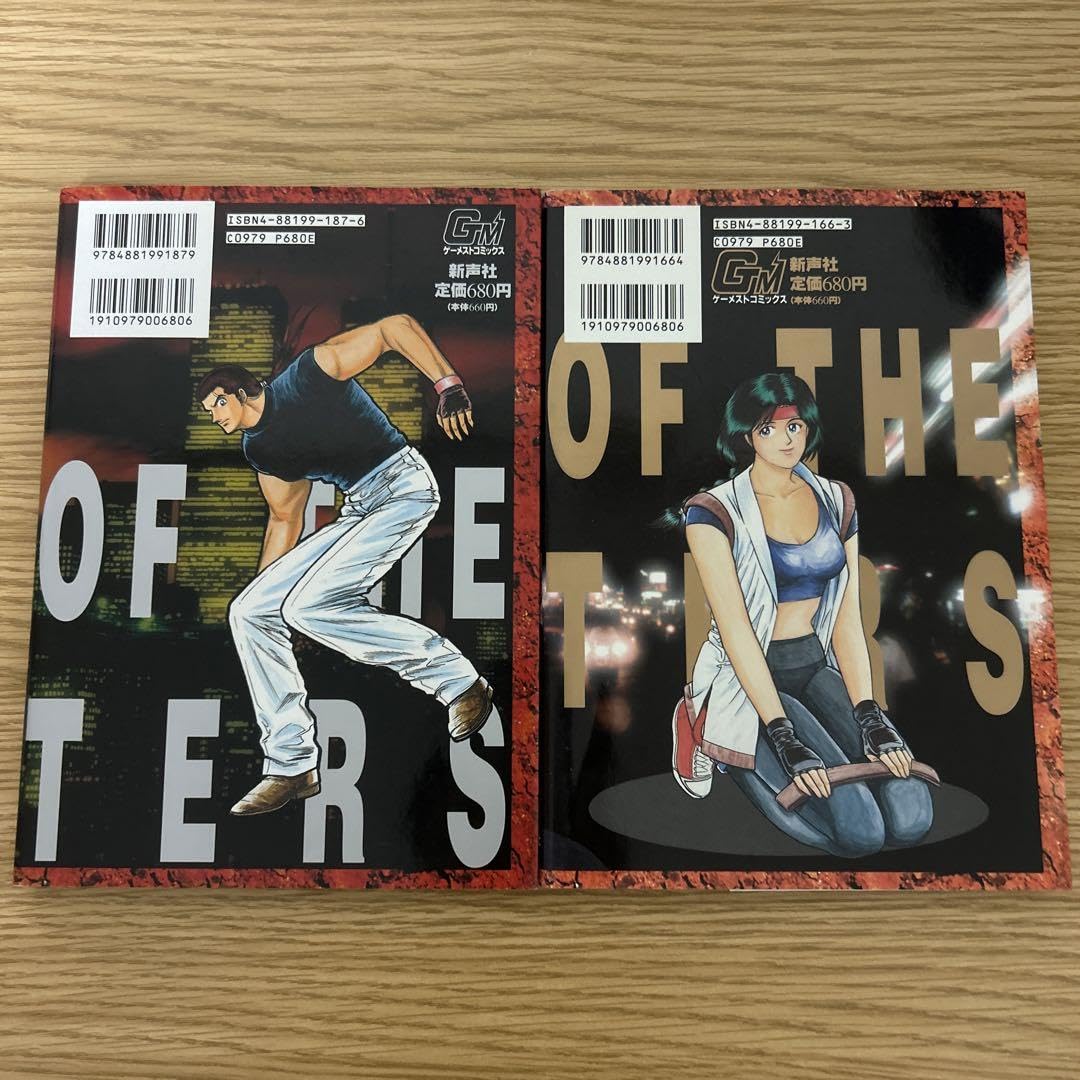 ISBN4-88199-187-6
C0979 P680E
9784881991879
1910979006806
GM
ゲーメストコミックス
新声社
定価680円
(本体660円)
OF THE
TERS
ISBN4-88199-166-3
C0979 P680E
9784881991664
1910979006806
GM
ゲーメストコミックス
新声社
定価680円
(本体660円)
OF THE
TERS